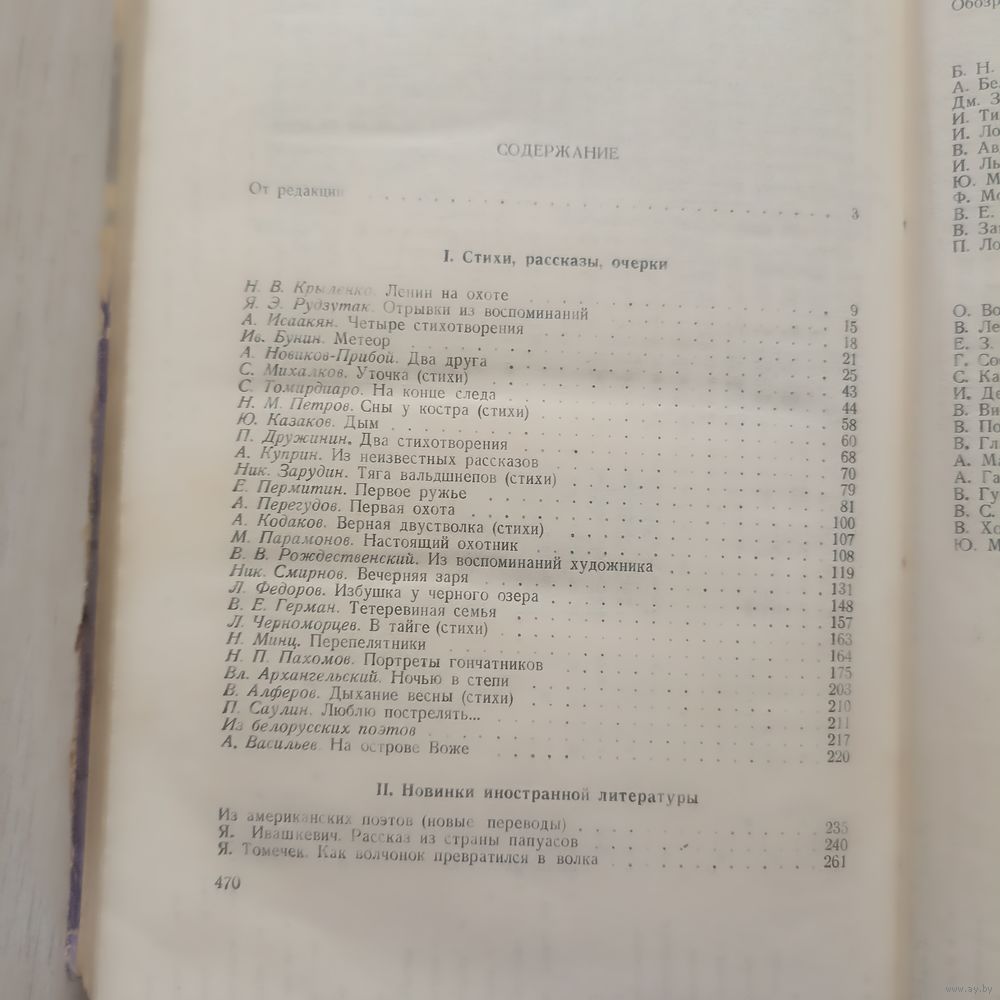 СОДЕРЖАНИЕ
От редакции . . . 3
I. Стихи, рассказы, очерки
Н. В. Крыленко. Ленин на охоте . . . 9
Я. Э. Рудзутак. Отрывки из воспоминаний . . . 15
А. Исаакян. Четыре стихотворения . . . 18
Ив. Бунин. Метеор . . . 21
А. Новиков-Прибой. Два друга . . . 25
С. Михалков. Уточка (стихи) . . . 43
С. Томирдиаро. На конце следа . . . 44
Н. М. Петров. Сны у костра (стихи) . . . 58
Ю. Казаков. Дым . . . 60
П. Дружинин. Два стихотворения . . . 68
А. Куприн. Из неизвестных рассказов . . . 70
Ник. Зарудин. Тяга вальдшнепов (стихи) . . . 79
Е. Пермитин. Первое ружье . . . 81
А. Перегудов. Первая охота . . . 100
А. Кодаков. Верная двустволка (стихи) . . . 107
М. Парамонов. Настоящий охотник . . . 108
В. В. Рождественский. Из воспоминаний художника . . . 119
Ник. Смирнов. Вечерняя заря . . . 131
Л. Федоров. Избушка у черного озера . . . 148
В. Е. Герман. Тетеревиная семья . . . 157
Л. Черноморцев. В тайге (стихи) . . . 163
Н. Минц. Перепелятники . . . 164
Н. П. Пахомов. Портреты гончатников . . . 175
Вл. Архангельский. Ночью в степи . . . 203
В. Алферов. Дыхание весны (стихи) . . . 210
П. Саулин. Люблю пострелять... . . . 211
Из белорусских поэтов . . . 217
А. Васильев. На острове Воже . . . 220
II. Новинки иностранной литературы
Из американских поэтов (новые переводы) . . . 235
Я. Ивашкевич. Рассказ из страны папуасов . . . 240
Я. Томечек. Как волчонок превратился в волка . . . 261
470
Б. Н.
А.
Дм. З
И.
И.
В.
И.
Ю. М
Ф.
В. Е.
В.
П.
О.
В.
Е. З.
Г.
С.
И.
В.
В.
В.
А.
А.
В.
В. С.
В.
Ю. М
www.ay.by